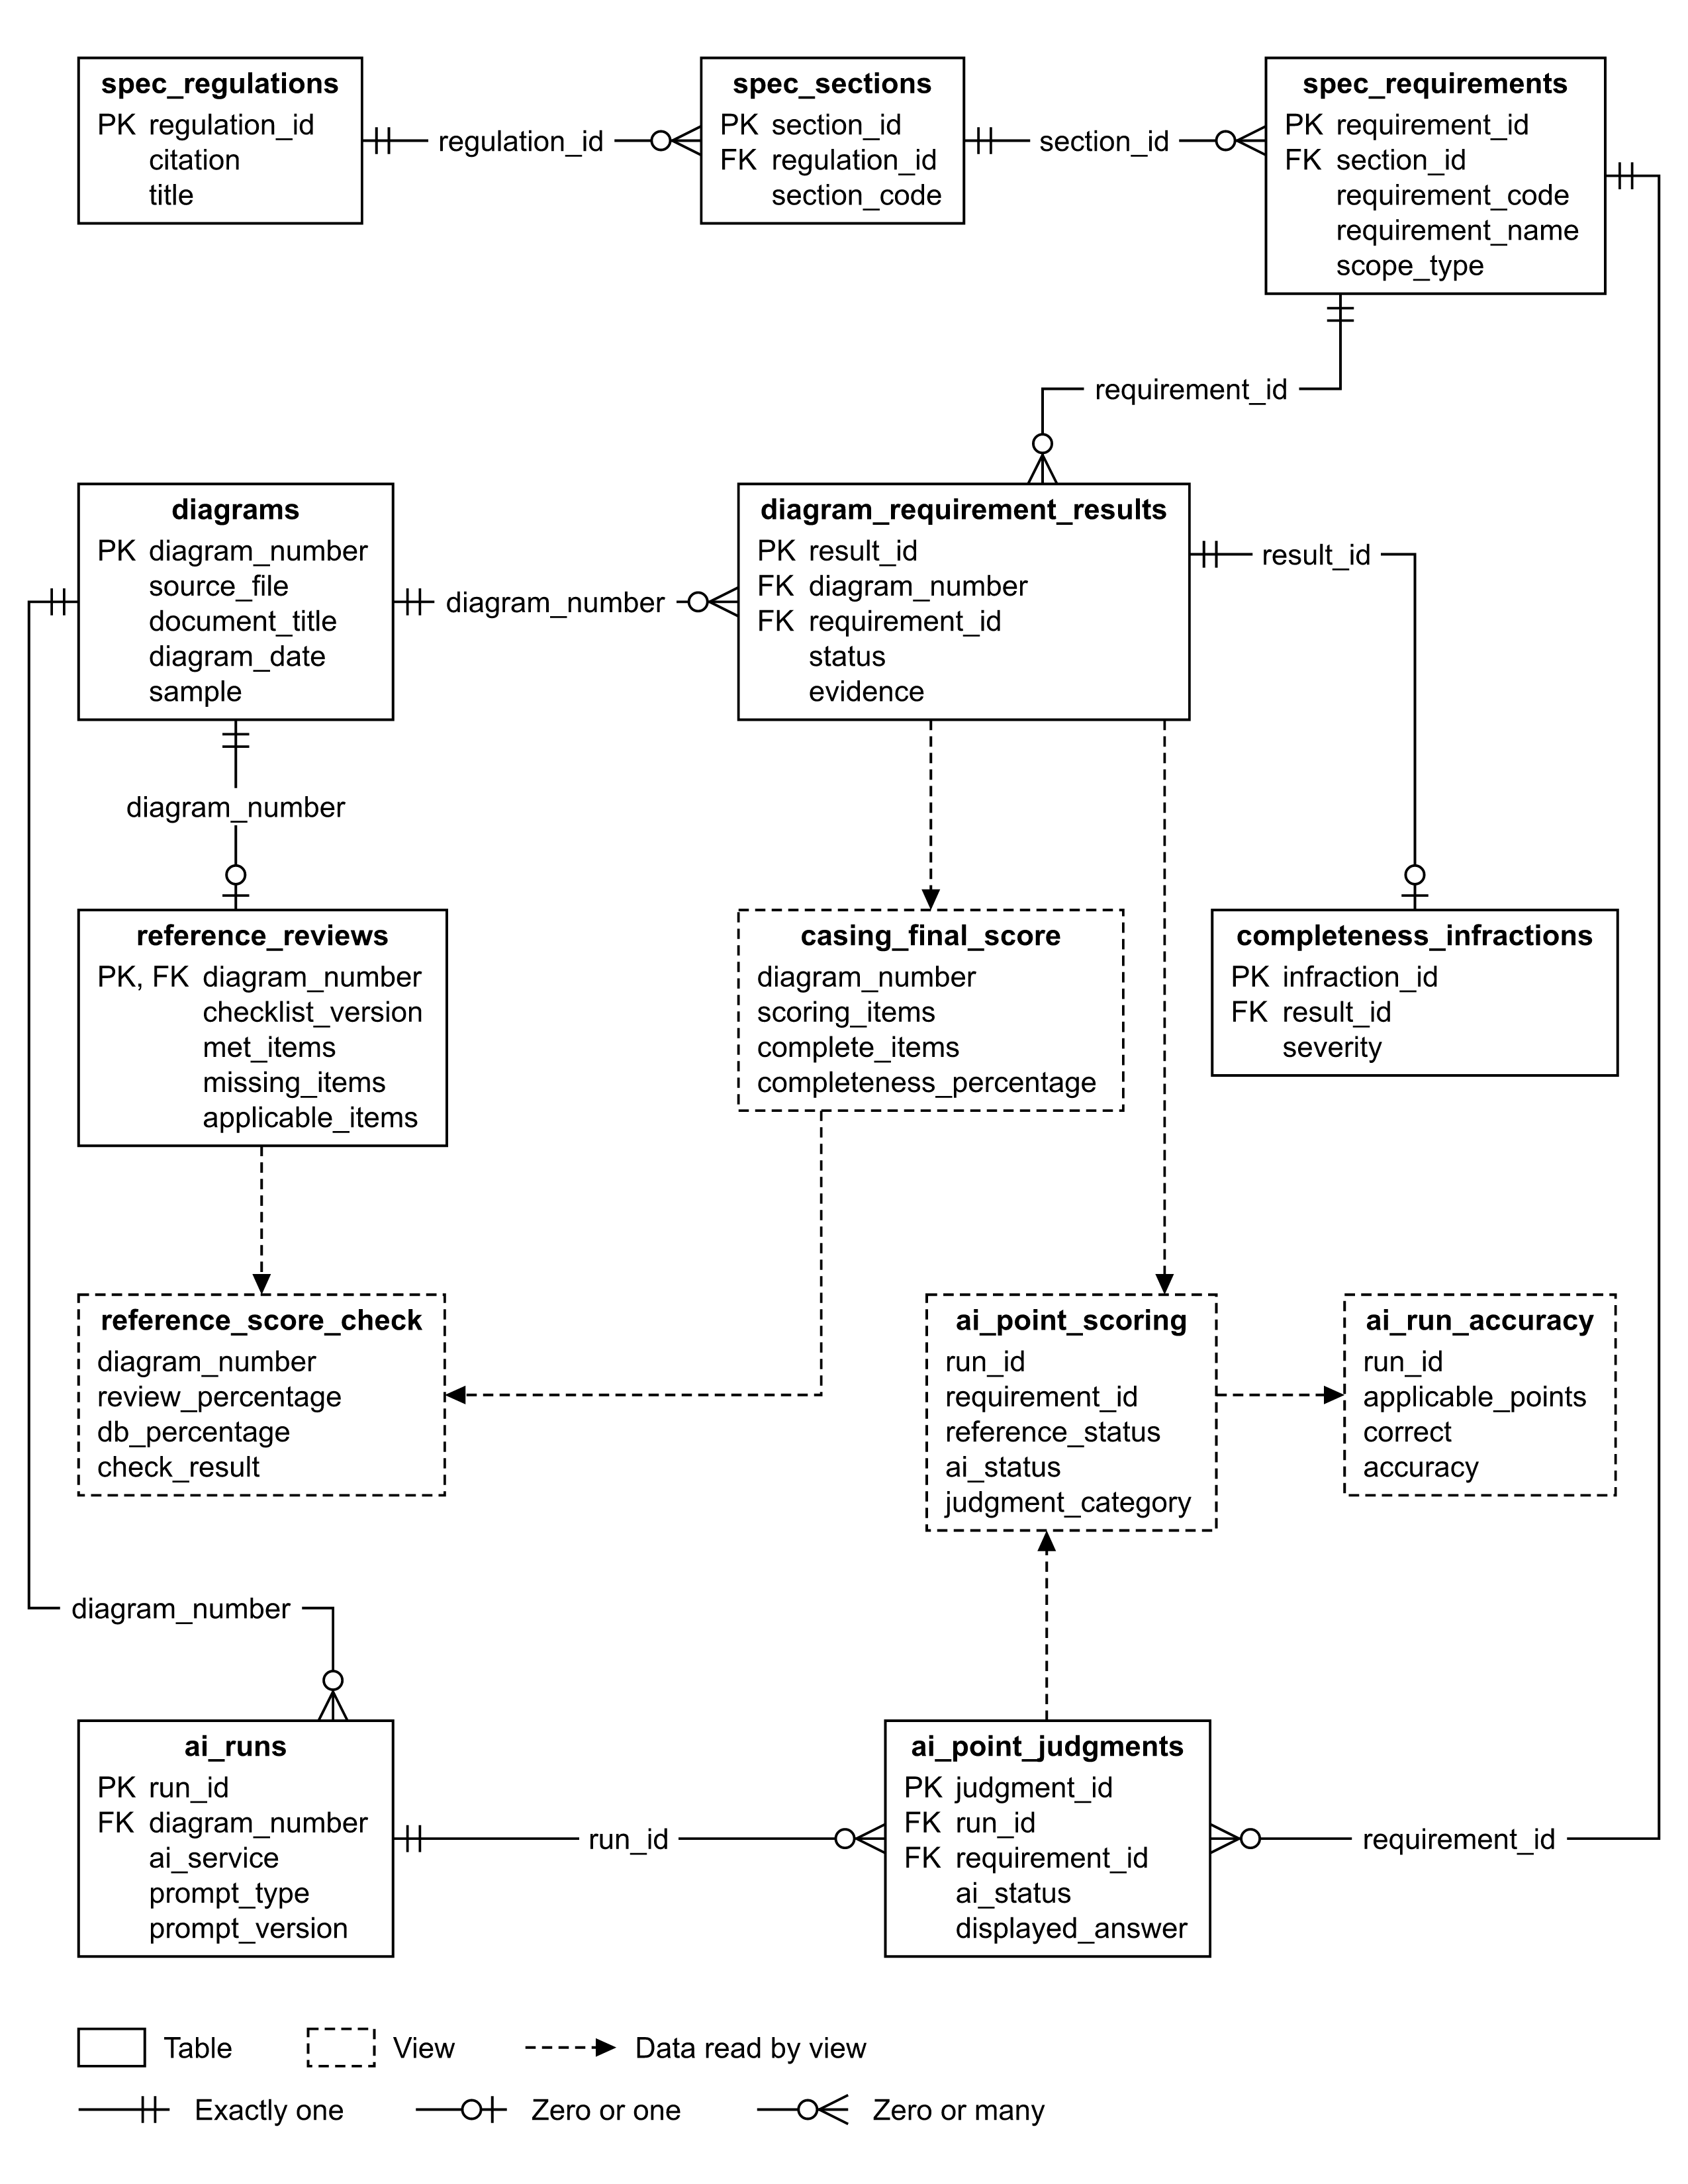 spec_regulations
PK regulation_id
citation
title
regulation_id
spec_sections
PK section_id
FK regulation_id
section_code
section_id
spec_requirements
PK requirement_id
FK section_id
requirement_code
requirement_name
scope_type
requirement_id
diagrams
PK diagram_number
source_file
document_title
diagram_date
sample
diagram_number
diagram_requirement_results
PK result_id
FK diagram_number
FK requirement_id
status
evidence
result_id
diagram_number
reference_reviews
PK, FK diagram_number
checklist_version
met_items
missing_items
applicable_items
casing_final_score
diagram_number
scoring_items
complete_items
completeness_percentage
completeness_infractions
PK infraction_id
FK result_id
severity
reference_score_check
diagram_number
review_percentage
db_percentage
check_result
ai_point_scoring
run_id
requirement_id
reference_status
ai_status
judgment_category
ai_run_accuracy
run_id
applicable_points
correct
accuracy
diagram_number
ai_runs
PK run_id
FK diagram_number
ai_service
prompt_type
prompt_version
run_id
ai_point_judgments
PK judgment_id
FK run_id
FK requirement_id
ai_status
displayed_answer
requirement_id
Table
View
Data read by view
Exactly one
Zero or one
Zero or many